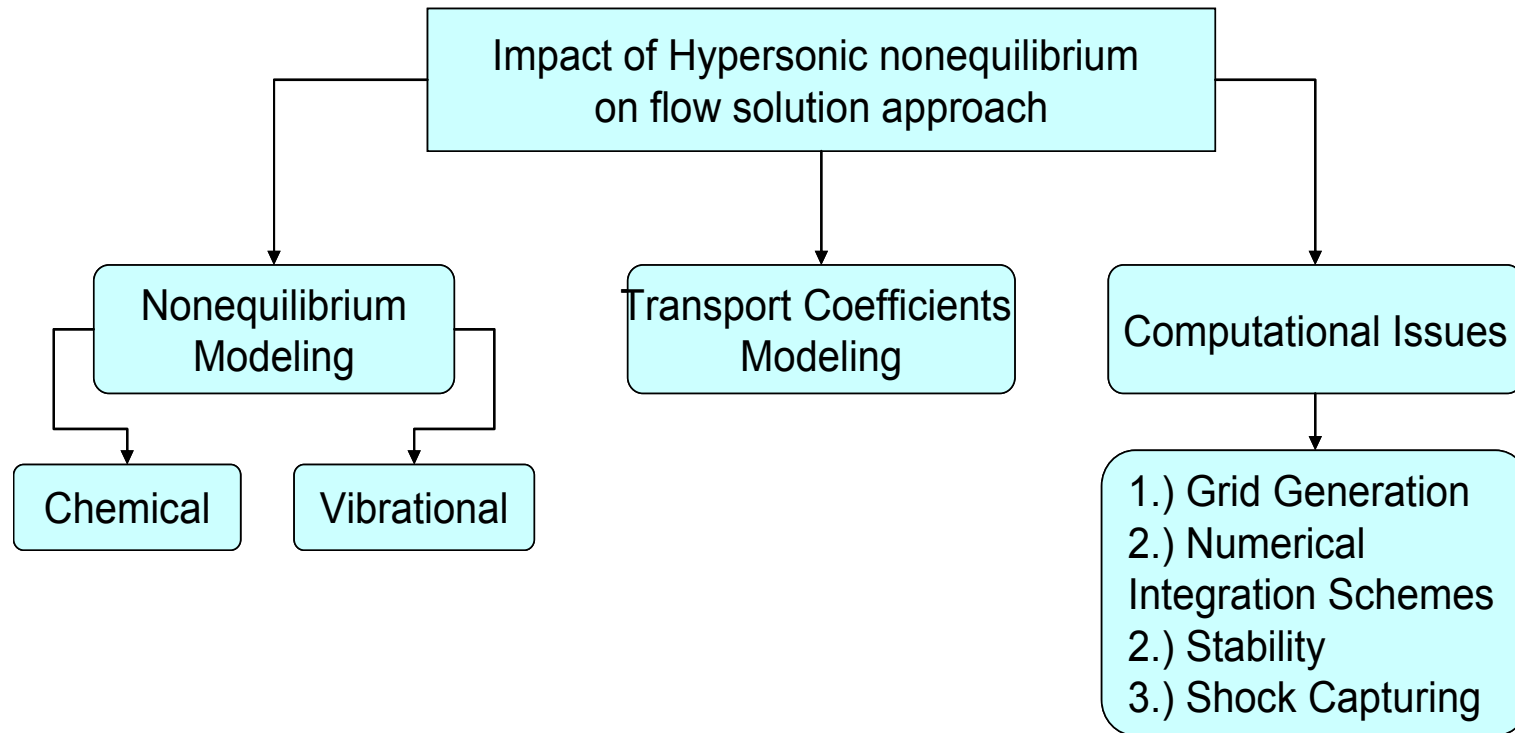 Impact of Hypersonic nonequilibrium
on flow solution approach
Nonequilibrium
Modeling
Transport Coefficients
Modeling
Computational Issues
Chemical
Vibrational
1.) Grid Generation
2.) Numerical
Integration Schemes
2.) Stability
3.) Shock Capturing